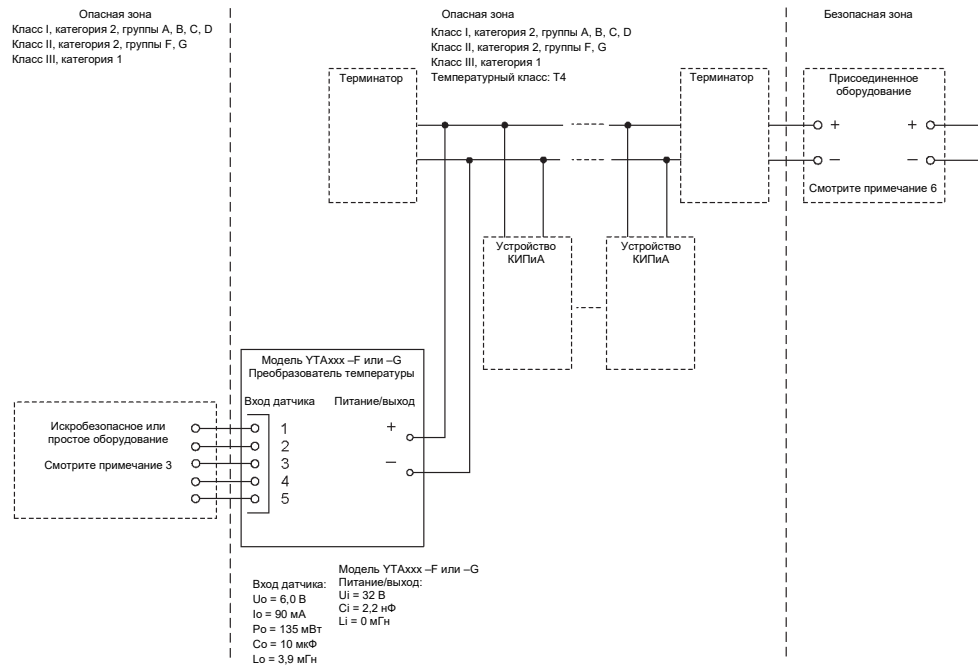 Опасная зона
Класс I, категория 2, группы A, B, C, D
Класс II, категория 2, группы F, G
Класс III, категория 1
Опасная зона
Класс I, категория 2, группы A, B, C, D
Класс II, категория 2, группы F, G
Класс III, категория 1
Температурный класс: T4
Безопасная зона
Терминатор
Терминатор
Присоединенное
оборудование
+ +
− −
Смотрите примечание 6
Устройство
КИПиА
Устройство
КИПиА
Модель YTAxxx –F или –G
Преобразователь температуры
Вход датчика Питание/выход
+
−
1
2
3
4
5
Искробезопасное или
простое оборудование
Смотрите примечание 3
Вход датчика:
Uo = 6,0 В
Io = 90 мА
Po = 135 мВт
Co = 10 мкФ
Lo = 3,9 мГн
Модель YTAxxx –F или –G
Питание/выход:
Ui = 32 В
Ci = 2,2 нФ
Li = 0 мГн